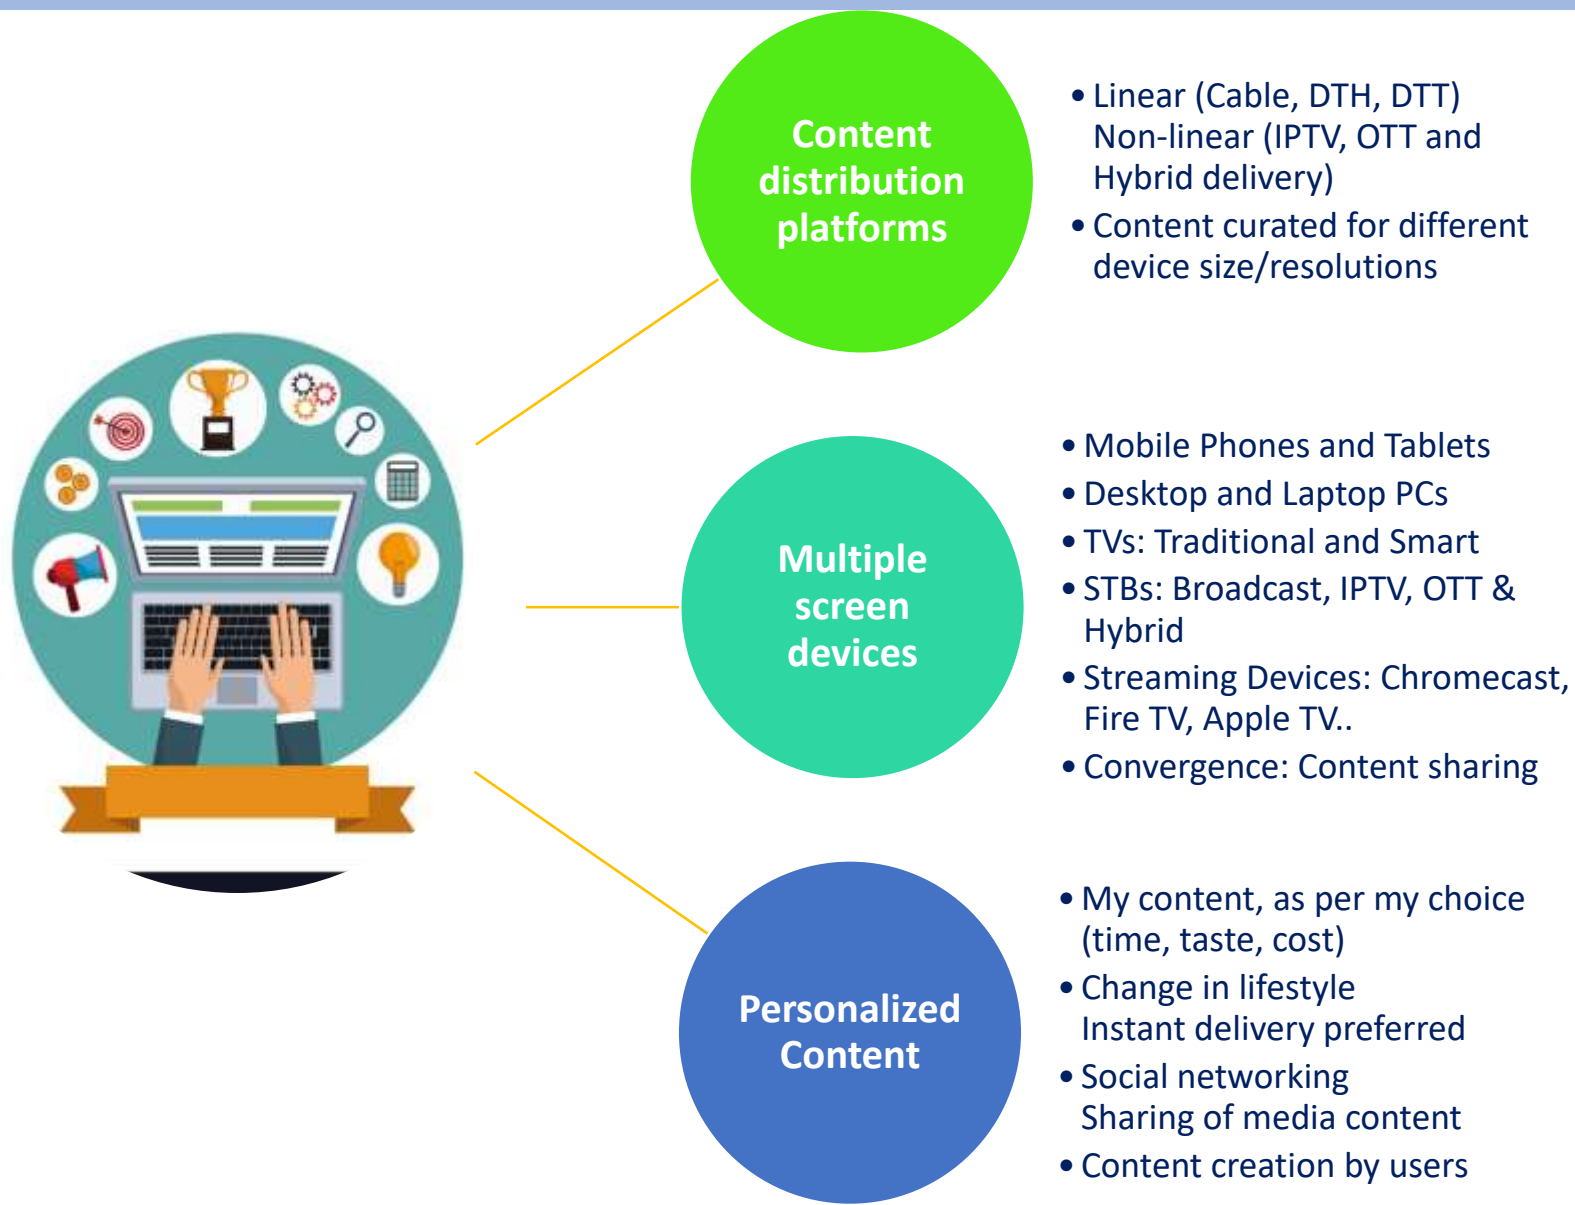 Content
distribution
platforms
• Linear (Cable, DTH, DTT)
Non-linear (IPTV, OTT and
Hybrid delivery)
• Content curated for different
device size/resolutions
Multiple
screen
devices
• Mobile Phones and Tablets
• Desktop and Laptop PCs
• TVs: Traditional and Smart
• STBs: Broadcast, IPTV, OTT &
Hybrid
• Streaming Devices: Chromecast,
Fire TV, Apple TV..
• Convergence: Content sharing
Personalized
Content
• My content, as per my choice
(time, taste, cost)
• Change in lifestyle
Instant delivery preferred
• Social networking
Sharing of media content
• Content creation by users